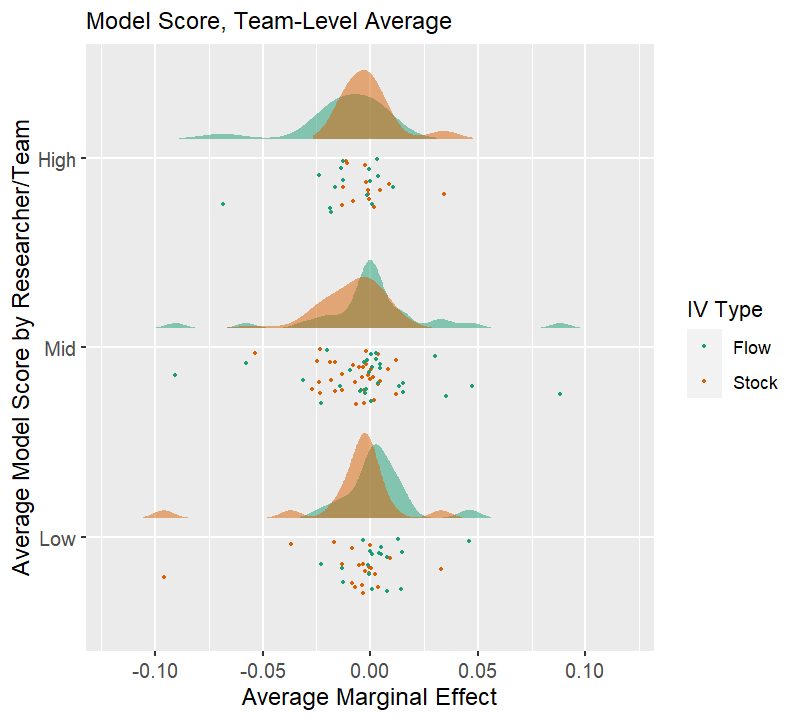 Model Score, Team-Level Average
Average Model Score by Researcher/Team
High
Mid
Low
-0.10
-0.05
0.00
0.05
0.10
Average Marginal Effect
IV Type
Flow
Stock